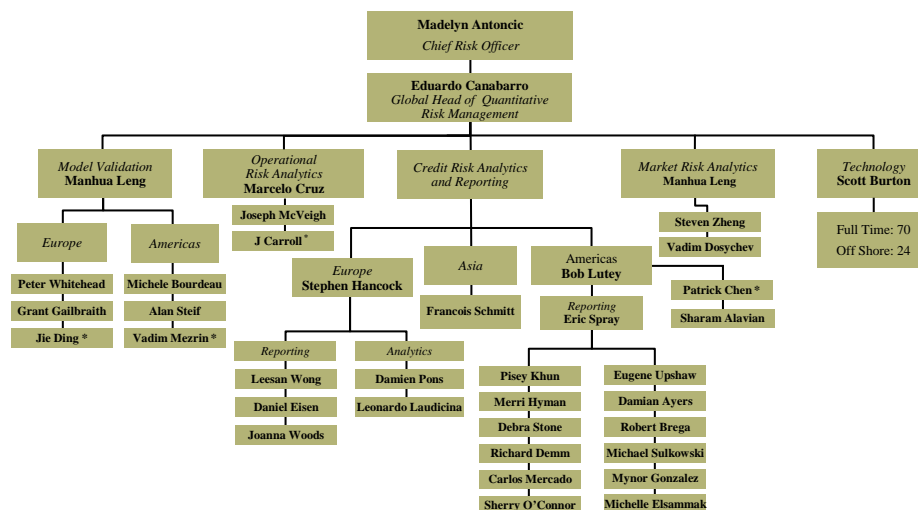 Madelyn Antoncic
Chief Risk Officer
Eduardo Canabarro
Global Head of Quantitative
Risk Management
Model Validation
Manhua Leng
Operational
Risk Analytics
Marcelo Cruz
Credit Risk Analytics
and Reporting
Market Risk Analytics
Manhua Leng
Technology
Scott Burton
Joseph McVeigh
J Carroll *
Steven Zheng
Vadim Dosychev
Full Time: 70
Off Shore: 24
Europe
Americas
Peter Whitehead
Grant Gailbraith
Jie Ding *
Michele Bourdeau
Alan Steif
Vadim Mezrin *
Europe
Stephen Hancock
Asia
Francois Schmitt
Americas
Bob Lutey
Patrick Chen *
Sharam Alavian
Reporting
Eric Spray
Reporting
Leesan Wong
Daniel Eisen
Joanna Woods
Analytics
Damien Pons
Leonardo Laudicina
Pisey Khun
Merri Hyman
Debra Stone
Richard Demm
Carlos Mercado
Sherry O’Connor
Eugene Upshaw
Damian Ayers
Robert Brega
Michael Sulkowski
Mynor Gonzalez
Michelle Elsammak